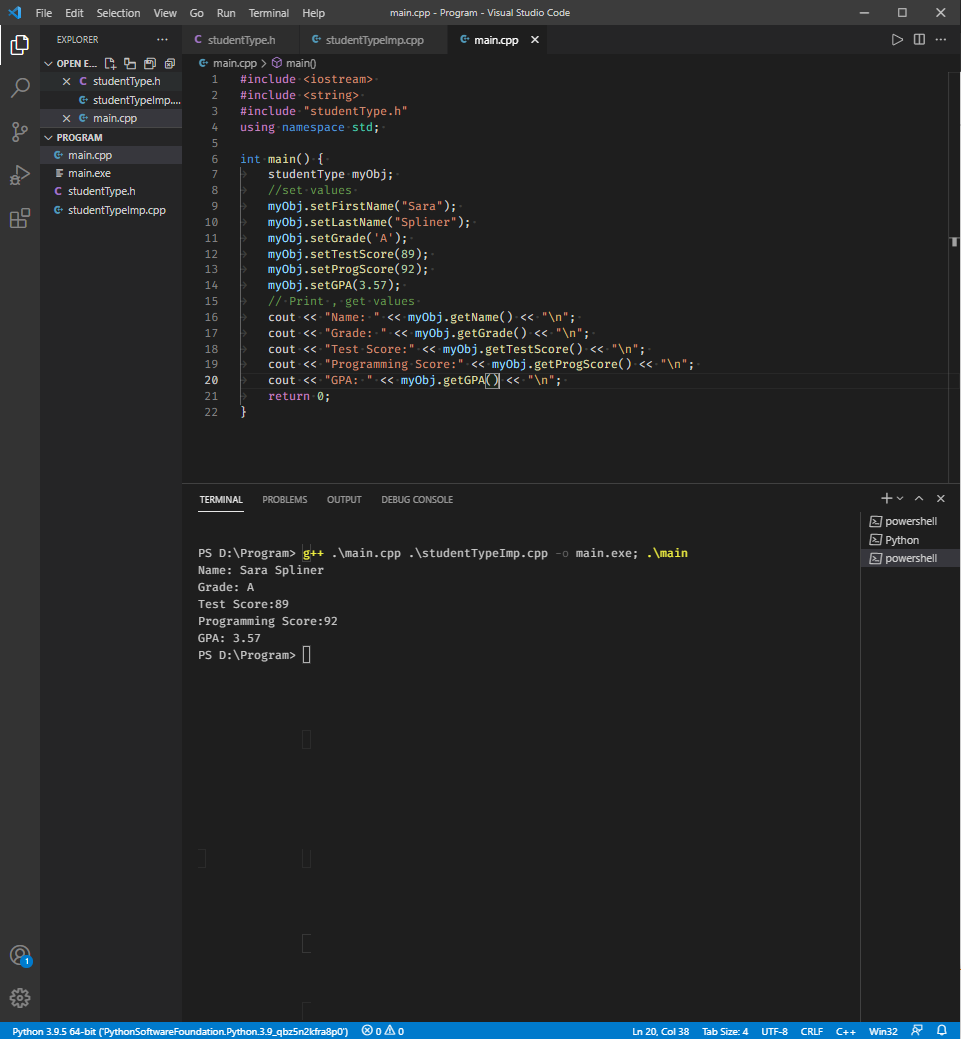 File Edit Selection View Go Run Terminal Help main.cpp - Program - Visual Studio Code
EXPLORER ···
OPEN E...
studentType.h
studentTypeImp....
main.cpp
PROGRAM
main.cpp
main.exe
studentType.h
studentTypeImp.cpp
studentType.h studentTypeImp.cpp main.cpp
main.cpp > main()
1 #include <iostream>
2 #include <string>
3 #include "studentType.h"
4 using namespace std;
5
6 int main() {
7 studentType myObj;
8 //set values
9 myObj.setFirstName("Sara");
10 myObj.setLastName("Spliner");
11 myObj.setGrade('A');
12 myObj.setTestScore(89);
13 myObj.setProgScore(92);
14 myObj.setGPA(3.57);
15 // Print , get values
16 cout << "Name: " << myObj.getName() << "\n";
17 cout << "Grade: " << myObj.getGrade() << "\n";
18 cout << "Test Score:" << myObj.getTestScore() << "\n";
19 cout << "Programming Score:" << myObj.getProgScore() << "\n";
20 cout << "GPA: " << myObj.getGPA() << "\n";
21 return 0;
22 }
TERMINAL PROBLEMS OUTPUT DEBUG CONSOLE
PS D:\Program> g++ .\main.cpp .\studentTypeImp.cpp -o main.exe; .\main
Name: Sara Spliner
Grade: A
Test Score:89
Programming Score:92
GPA: 3.57
PS D:\Program>
powershell
Python
powershell
1
Python 3.9.5 64-bit ('PythonSoftwareFoundation.Python.3.9_qbz5n2kfra8p0') 0 0 Ln 20, Col 38 Tab Size: 4 UTF-8 CRLF C++ Win32